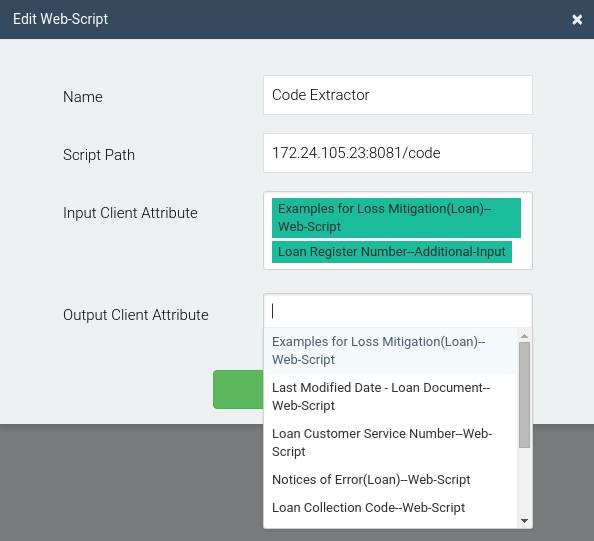 Edit Web-Script
×
Name
Code Extractor
Script Path
172.24.105.23:8081/code
Input Client Attribute
Examples for Loss Mitigation(Loan)--
Web-Script
Loan Register Number--Additional-Input
Output Client Attribute
Examples for Loss Mitigation(Loan)--
Web-Script
Last Modified Date - Loan Document--
Web-Script
Loan Customer Service Number--Web-
Script
Notices of Error(Loan)--Web-Script
Loan Collection Code--Web-Script